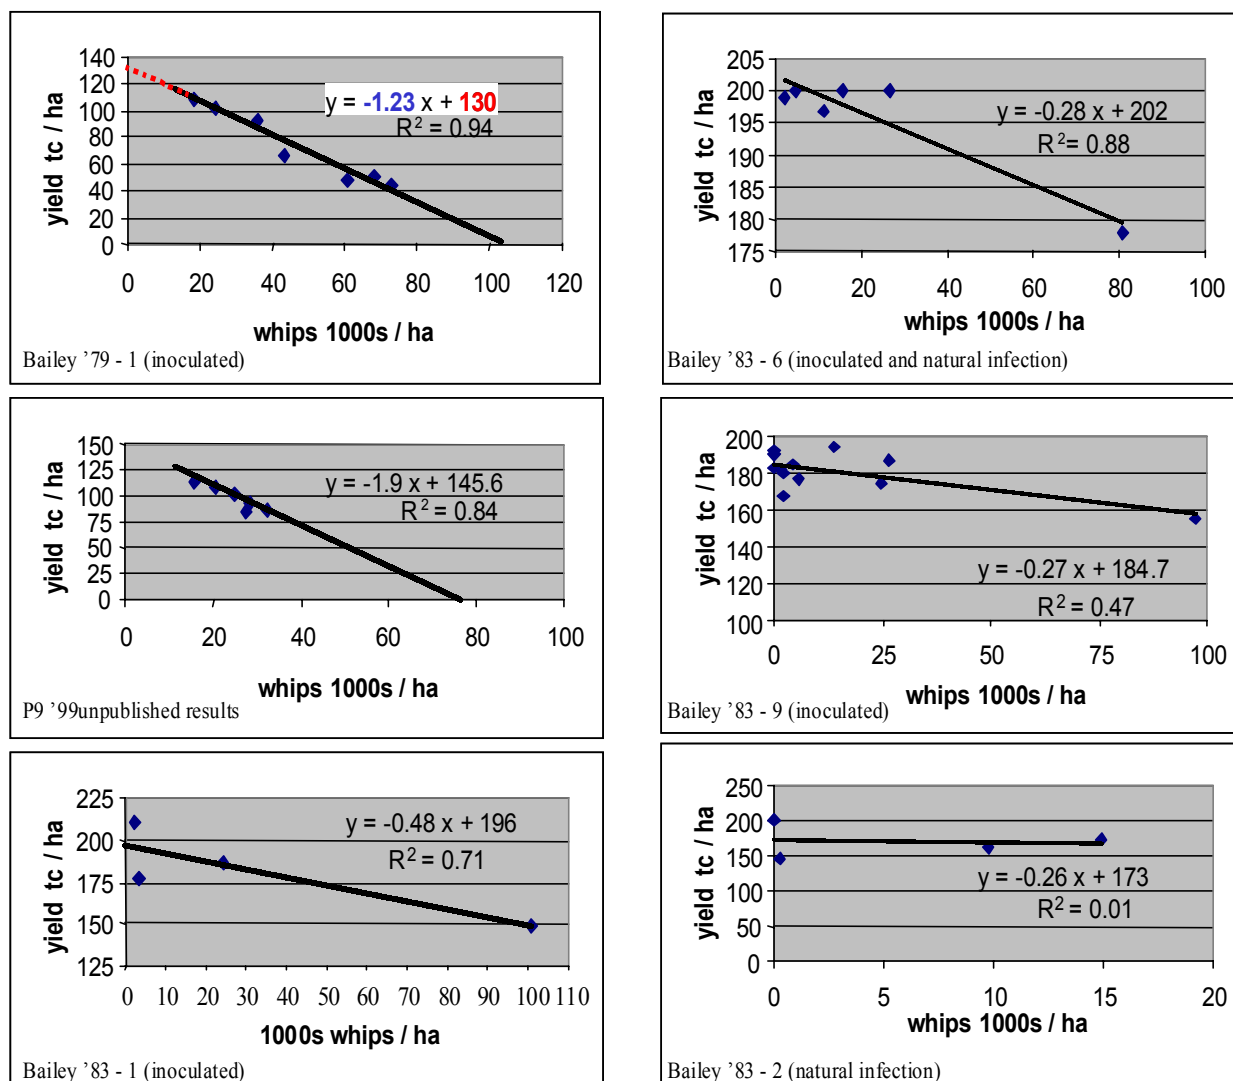 140
120
100
80
60
40
20
0
yield tc / ha
y = -1.23 x + 130
R² = 0.94
0 20 40 60 80 100 120
whips 1000s / ha
Bailey ’79 - 1 (inoculated)
205
200
195
190
185
180
175
yield tc / ha
y = -0.28 x + 202
R²= 0.88
0 20 40 60 80 100
whips 1000s / ha
Bailey ’83 - 6 (inoculated and natural infection)
150
125
100
75
50
25
0
yield tc / ha
y = -1.9 x + 145.6
R² = 0.84
0 20 40 60 80 100
whips 1000s / ha
P9 ’99unpublished results
200
180
160
140
120
100
yield tc / ha
y = -0.27 x + 184.7
R² = 0.47
0 25 50 75 100
whips 1000s / ha
Bailey ’83 - 9 (inoculated)
225
200
175
150
125
yield tc / ha
y = -0.48 x + 196
R² = 0.71
0 10 20 30 40 50 60 70 80 90 100 110
1000s whips / ha
Bailey ’83 - 1 (inoculated)
250
200
150
100
50
0
yield tc / ha
y = -0.26 x + 173
R² = 0.01
0 5 10 15 20
whips 1000s / ha
Bailey ’83 - 2 (natural infection)